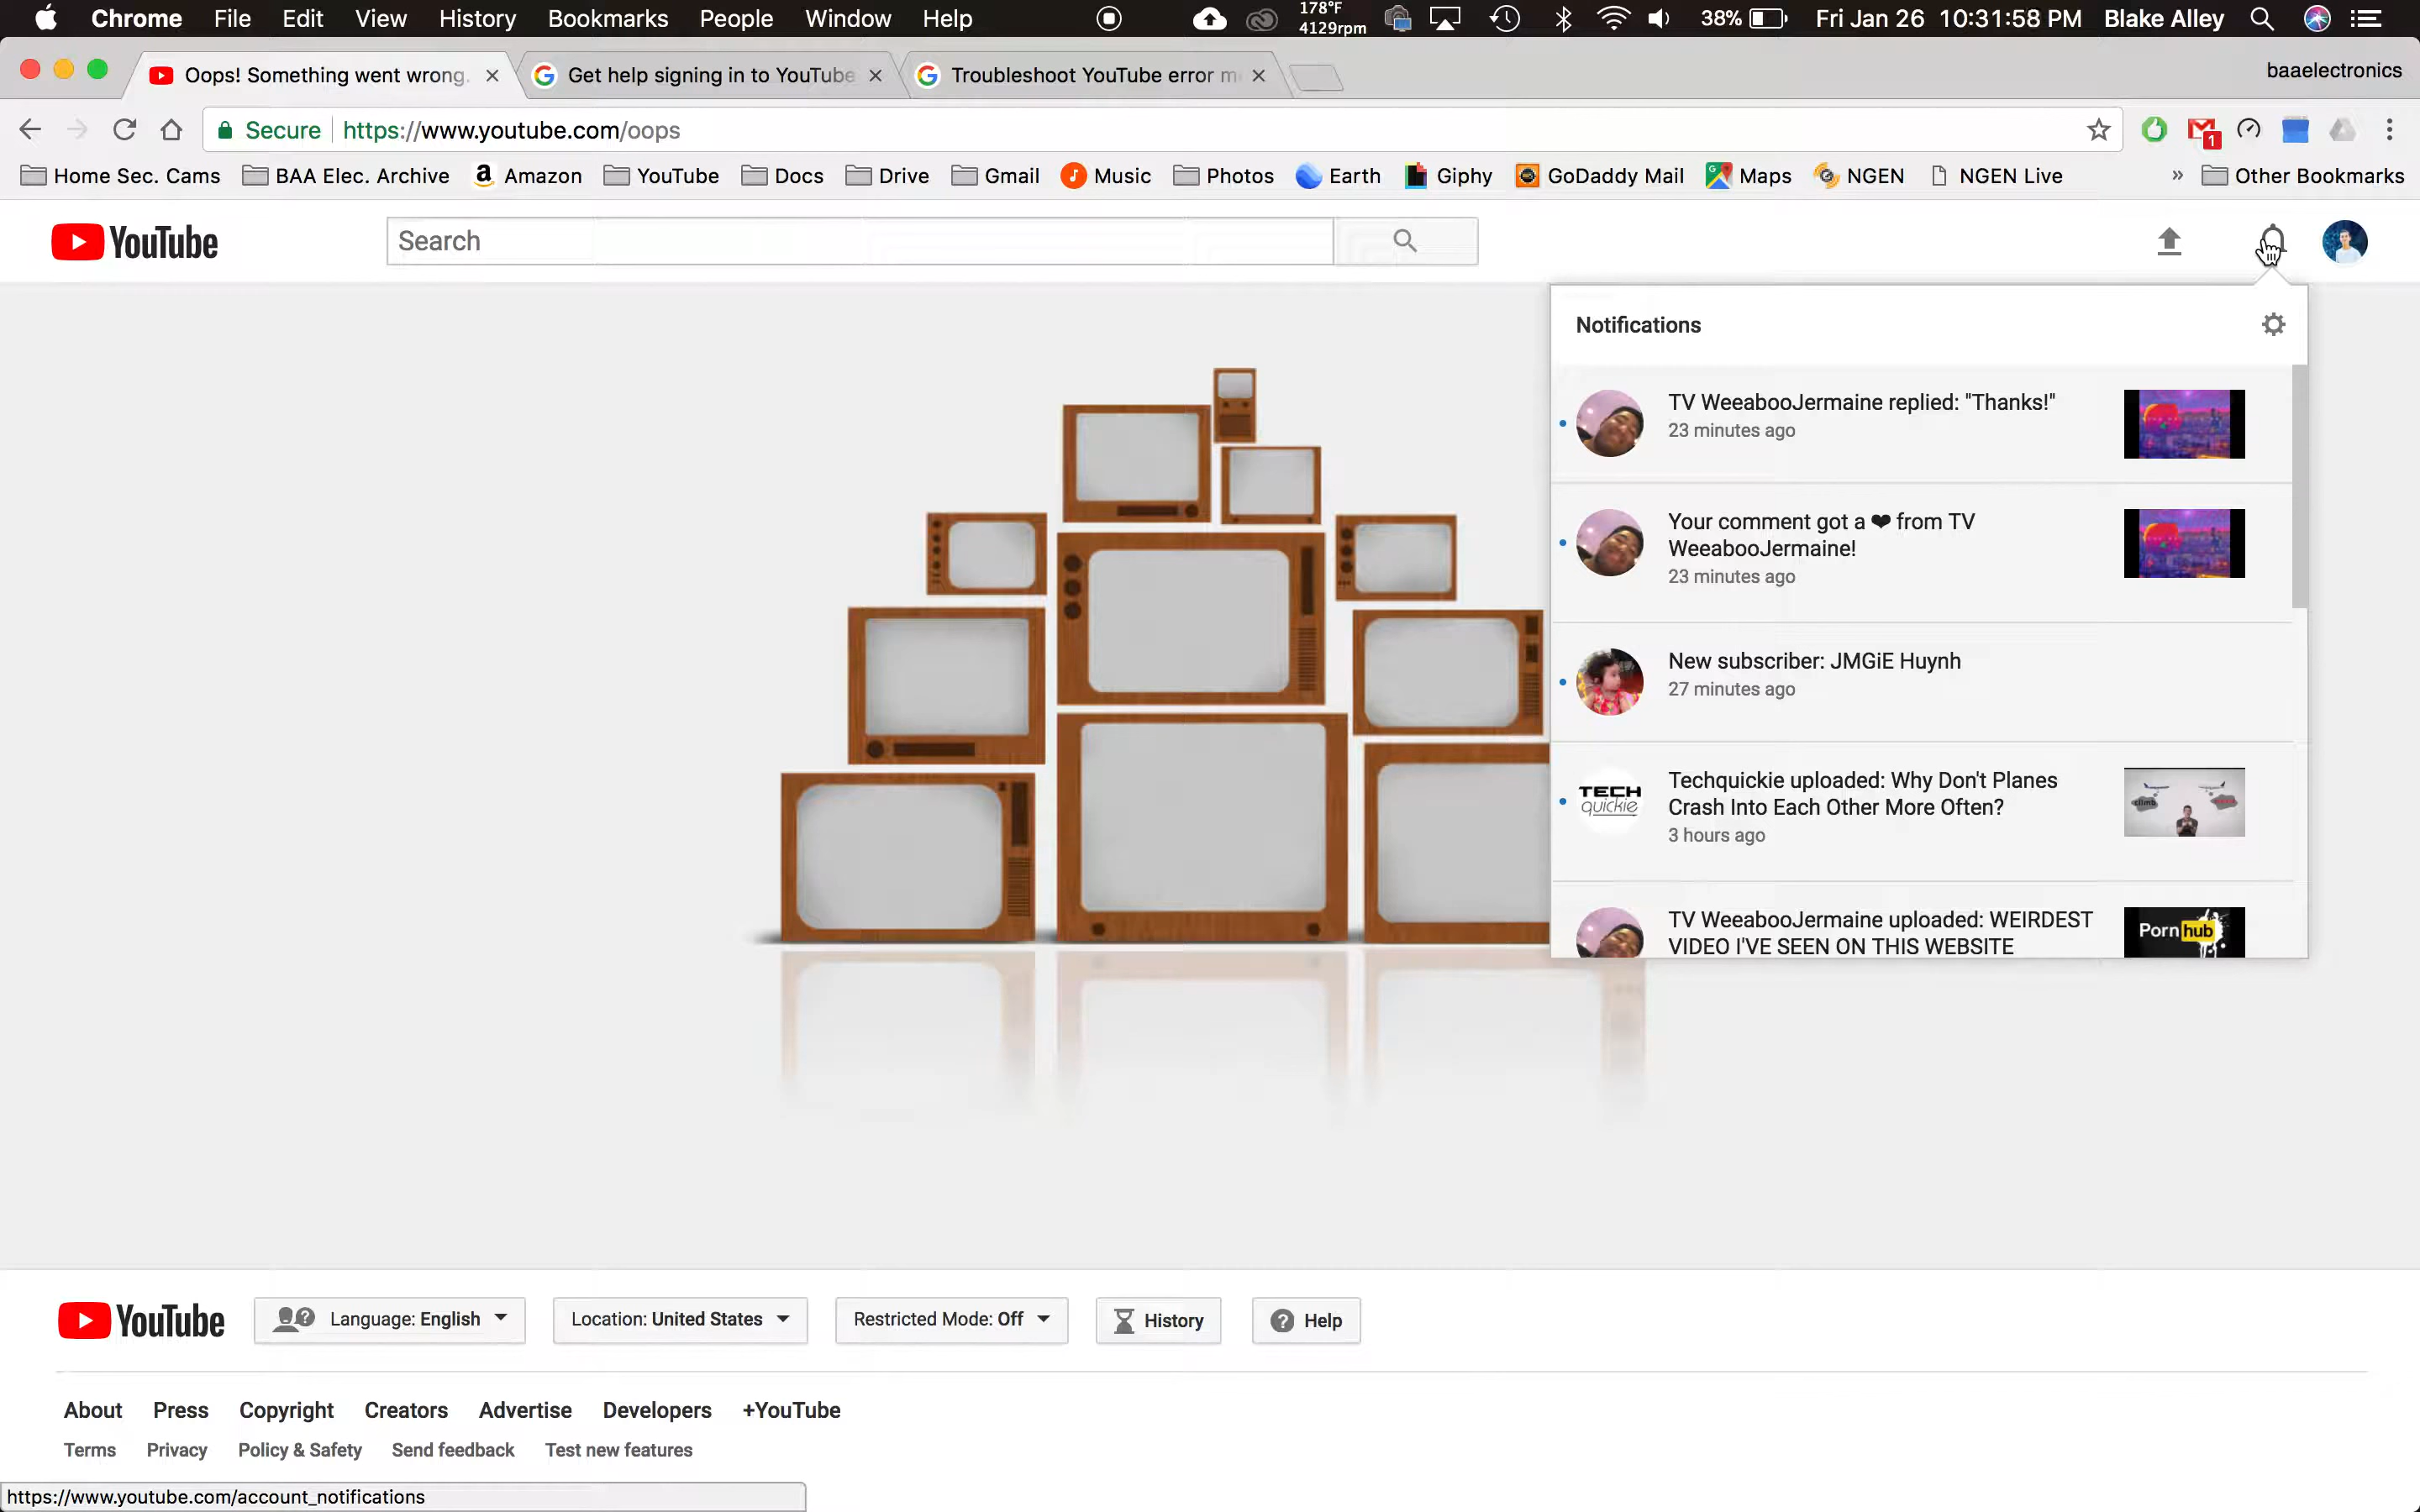 Chrome File Edit View History Bookmarks People Window Help 178°F 4129rpm 38% Fri Jan 26 10:31:58 PM Blake Alley
Oops! Something went wrong. Get help signing in to YouTube Troubleshoot YouTube error m baaelectronics
Secure https://www.youtube.com/oops 1
Home Sec. Cams BAA Elec. Archive Amazon YouTube Docs Drive Gmail Music Photos Earth Giphy GoDaddy Mail Maps NGEN NGEN Live » Other Bookmarks
YouTube Search
Notifications
TV WeeabooJermaine replied: "Thanks!"
23 minutes ago
Your comment got a ❤ from TV
WeeabooJermaine!
23 minutes ago
New subscriber: JMGiE Huynh
27 minutes ago
TECH
quickie
Techquickie uploaded: Why Don't Planes
Crash Into Each Other More Often?
3 hours ago
climb
TV WeeabooJermaine uploaded: WEIRDEST
VIDEO I'VE SEEN ON THIS WEBSITE
Pornhub
YouTube Language: English Location: United States Restricted Mode: Off History Help
About Press Copyright Creators Advertise Developers +YouTube
Terms Privacy Policy & Safety Send feedback Test new features
https://www.youtube.com/account_notifications